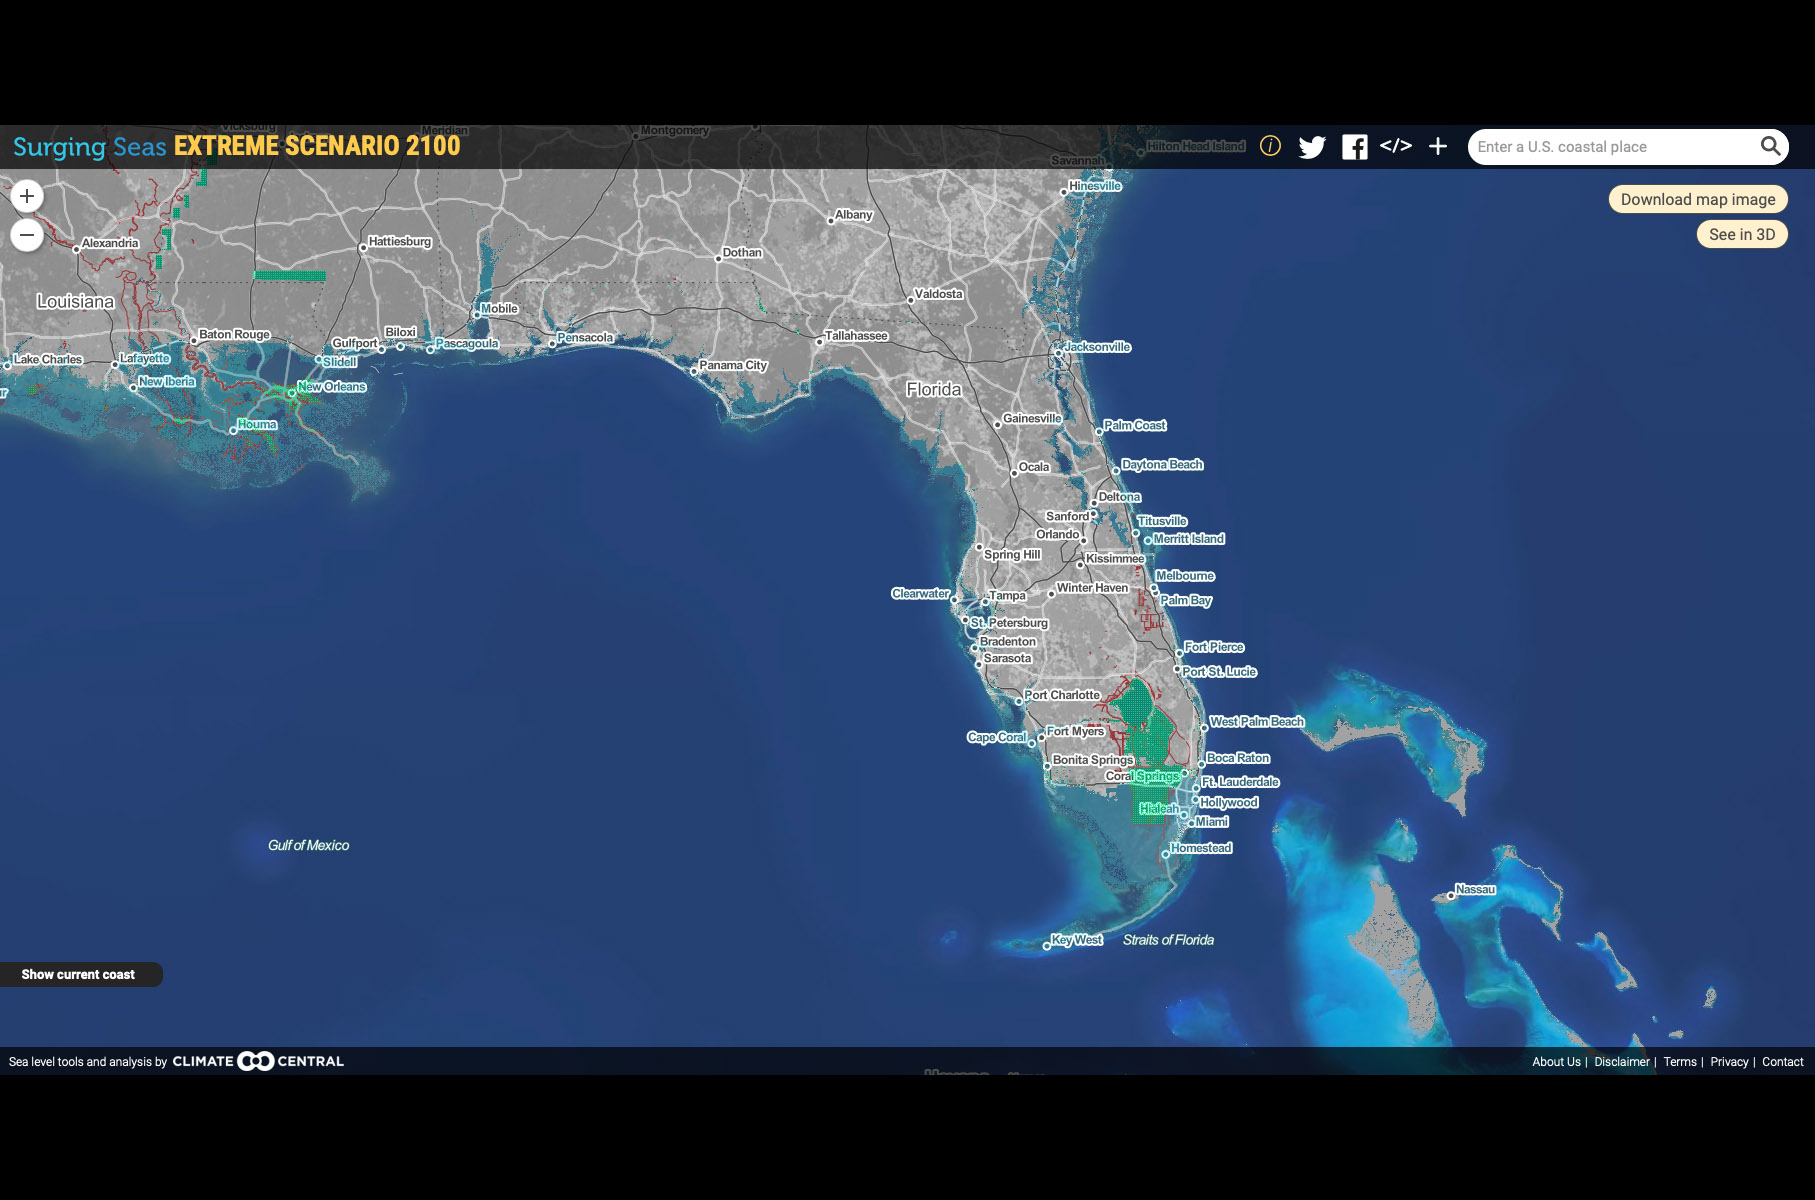 Vicksburg
Meridian
Montgomery
Surging Seas EXTREME SCENARIO 2100
Hilton Head Island
</>
Enter a U.S. coastal place
Savannah
Hinesville
Download map image
See in 3D
Albany
Alexandria
Hattiesburg
Dothan
Louisiana
Valdosta
Mobile
Baton Rouge
Biloxi
Gulfport
Pascagoula
Pensacola
Tallahassee
Jacksonville
Lake Charles
Lafayette
Slidell
Panama City
New Iberia
New Orleans
Florida
Houma
Gainesville
Palm Coast
Ocala
Daytona Beach
Deltona
Sanford
Titusville
Orlando
Merritt Island
Spring Hill
Kissimmee
Melbourne
Clearwater
Tampa
Winter Haven
Palm Bay
St. Petersburg
Bradenton
Sarasota
Fort Pierce
Port St. Lucie
Port Charlotte
West Palm Beach
Cape Coral
Fort Myers
Bonita Springs
Boca Raton
Coral Springs
Ft. Lauderdale
Hialeah
Hollywood
Miami
Gulf of Mexico
Homestead
Nassau
Key West
Straits of Florida
Show current coast
Sea level tools and analysis by CLIMATE CENTRAL
About Us | Disclaimer | Terms | Privacy | Contact